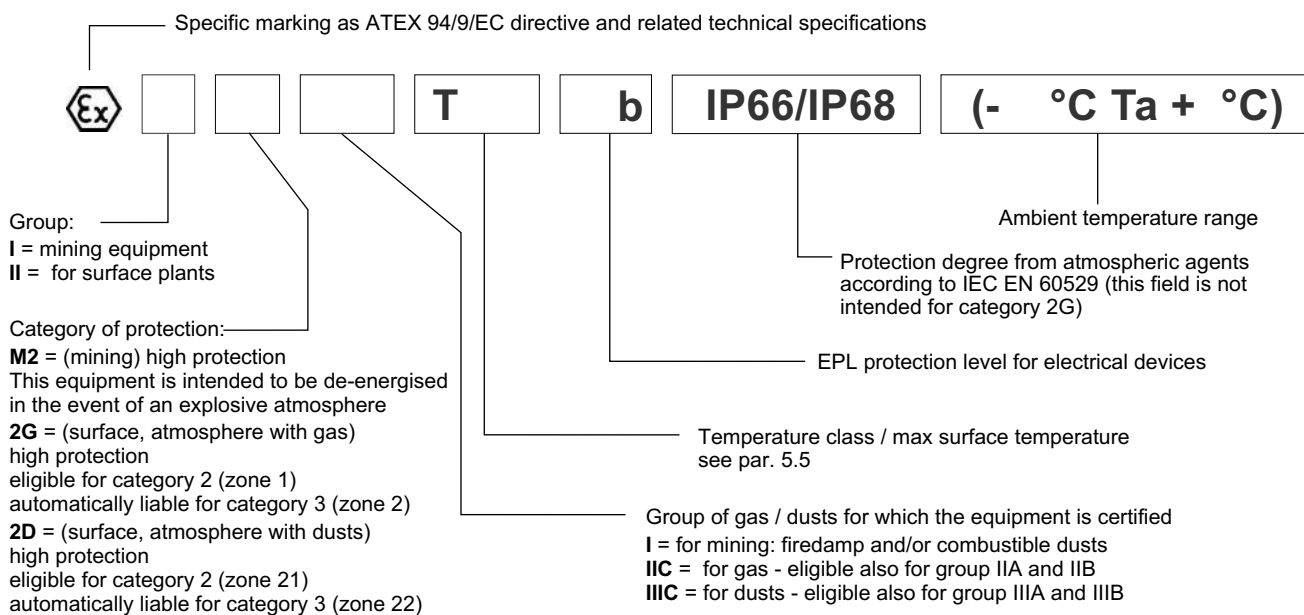 Specific marking as ATEX 94/9/EC directive and related technical specifications
Ex T b IP66/IP68 (- °C Ta + °C)
Group:
I = mining equipment
II = for surface plants
Category of protection:
M2 = (mining) high protection
This equipment is intended to be de-energised
in the event of an explosive atmosphere
2G = (surface, atmosphere with gas)
high protection
eligible for category 2 (zone 1)
automatically liable for category 3 (zone 2)
2D = (surface, atmosphere with dusts)
high protection
eligible for category 2 (zone 21)
automatically liable for category 3 (zone 22)
Ambient temperature range
Protection degree from atmospheric agents
according to IEC EN 60529 (this field is not
intended for category 2G)
EPL protection level for electrical devices
Temperature class / max surface temperature
see par. 5.5
Group of gas / dusts for which the equipment is certified
I = for mining: firedamp and/or combustible dusts
IIC = for gas - eligible also for group IIA and IIB
IIIC = for dusts - eligible also for group IIIA and IIIB